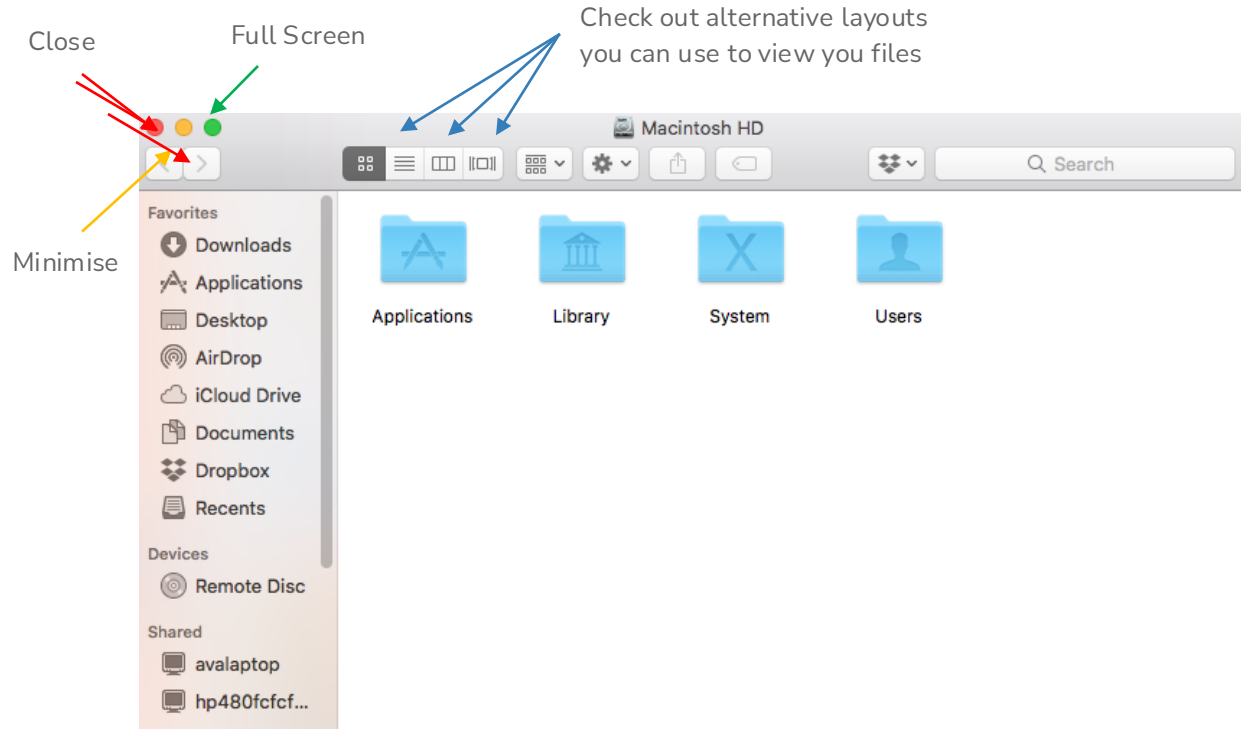 Check out alternative layouts
you can use to view you files
Close
Full Screen
Macintosh HD
Search
Minimise
Favorites
Downloads
Applications
Desktop
AirDrop
iCloud Drive
Documents
Dropbox
Recents
Devices
Remote Disc
Shared
avalaptop
hp480fcfcf...
Applications
Library
System
Users